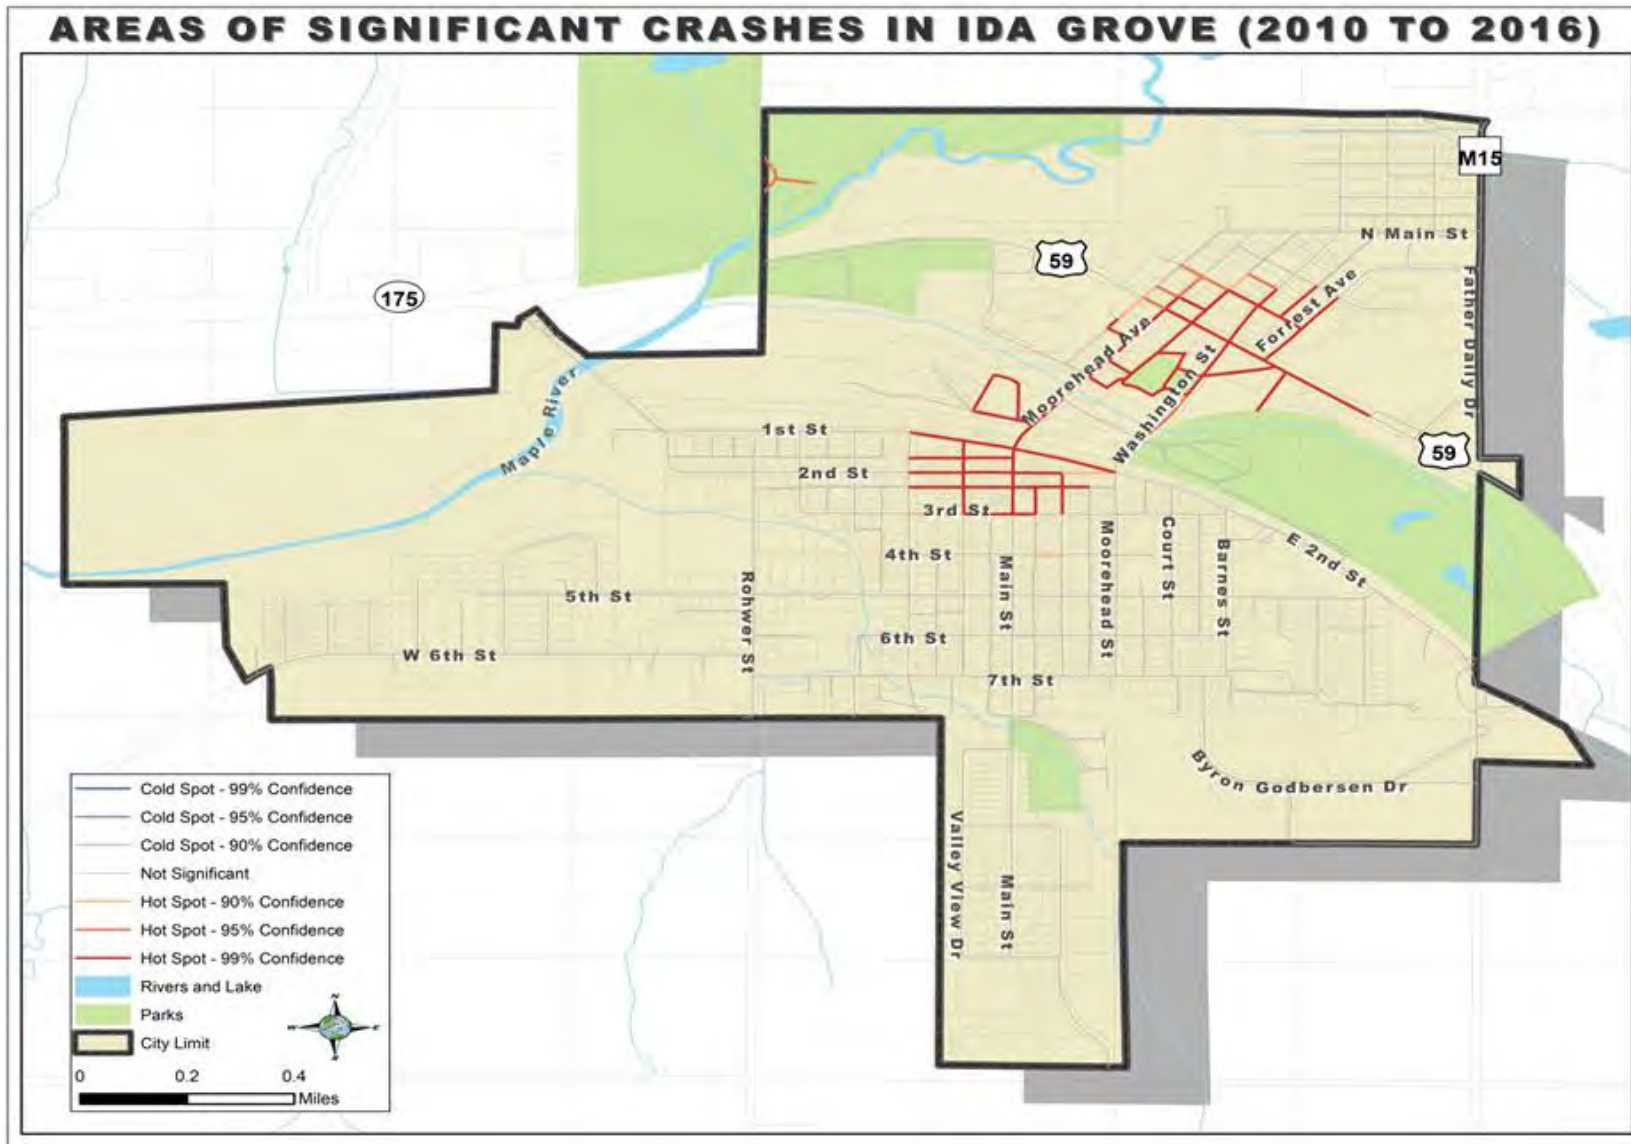 AREAS OF SIGNIFICANT CRASHES IN IDA GROVE (2010 TO 2016)
M15
N Main St
59
175
Forrest Ave
Father Daily Dr
Moorehead Ave
Washington St
Maple River
1st St
59
2nd St
3rd St
4th St
Main St
Moorehead St
Court St
Barnes St
E 2nd St
5th St
Rohwer St
6th St
W 6th St
7th St
Byron Godbersen Dr
Valley View Dr
Main St
Cold Spot - 99% Confidence
Cold Spot - 95% Confidence
Cold Spot - 90% Confidence
Not Significant
Hot Spot - 90% Confidence
Hot Spot - 95% Confidence
Hot Spot - 99% Confidence
Rivers and Lake
Parks
City Limit
N
W E
0 0.2 0.4
Miles